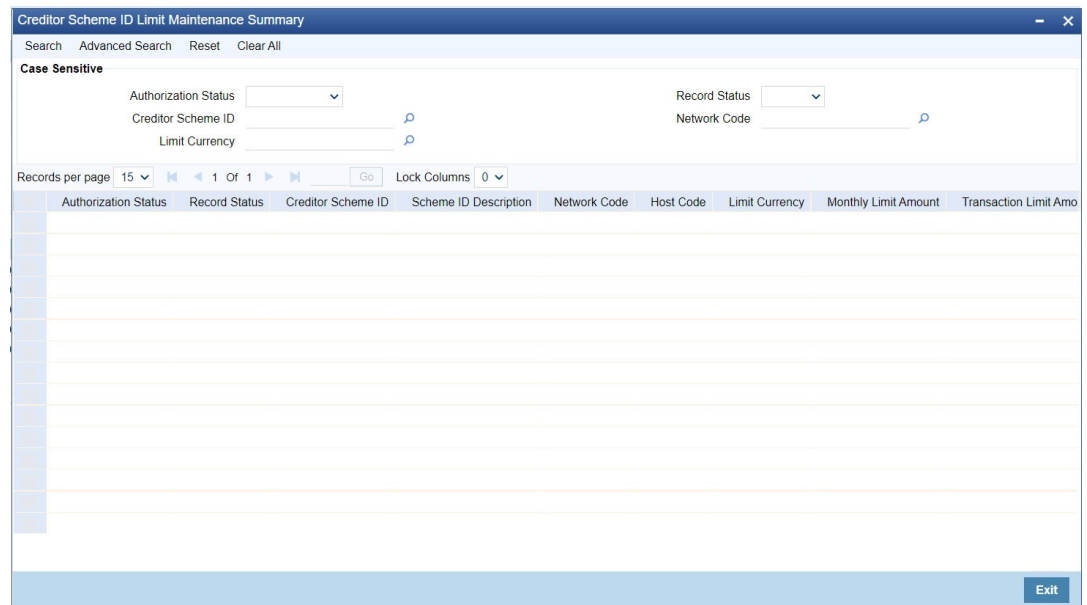 Creditor Scheme ID Limit Maintenance Summary
Search Advanced Search Reset Clear All
Case Sensitive
Authorization Status Record Status
Creditor Scheme ID Network Code
Limit Currency
Records per page 15 1 Of 1 Go Lock Columns 0
Authorization Status Record Status Creditor Scheme ID Scheme ID Description Network Code Host Code Limit Currency Monthly Limit Amount Transaction Limit Amo
Exit